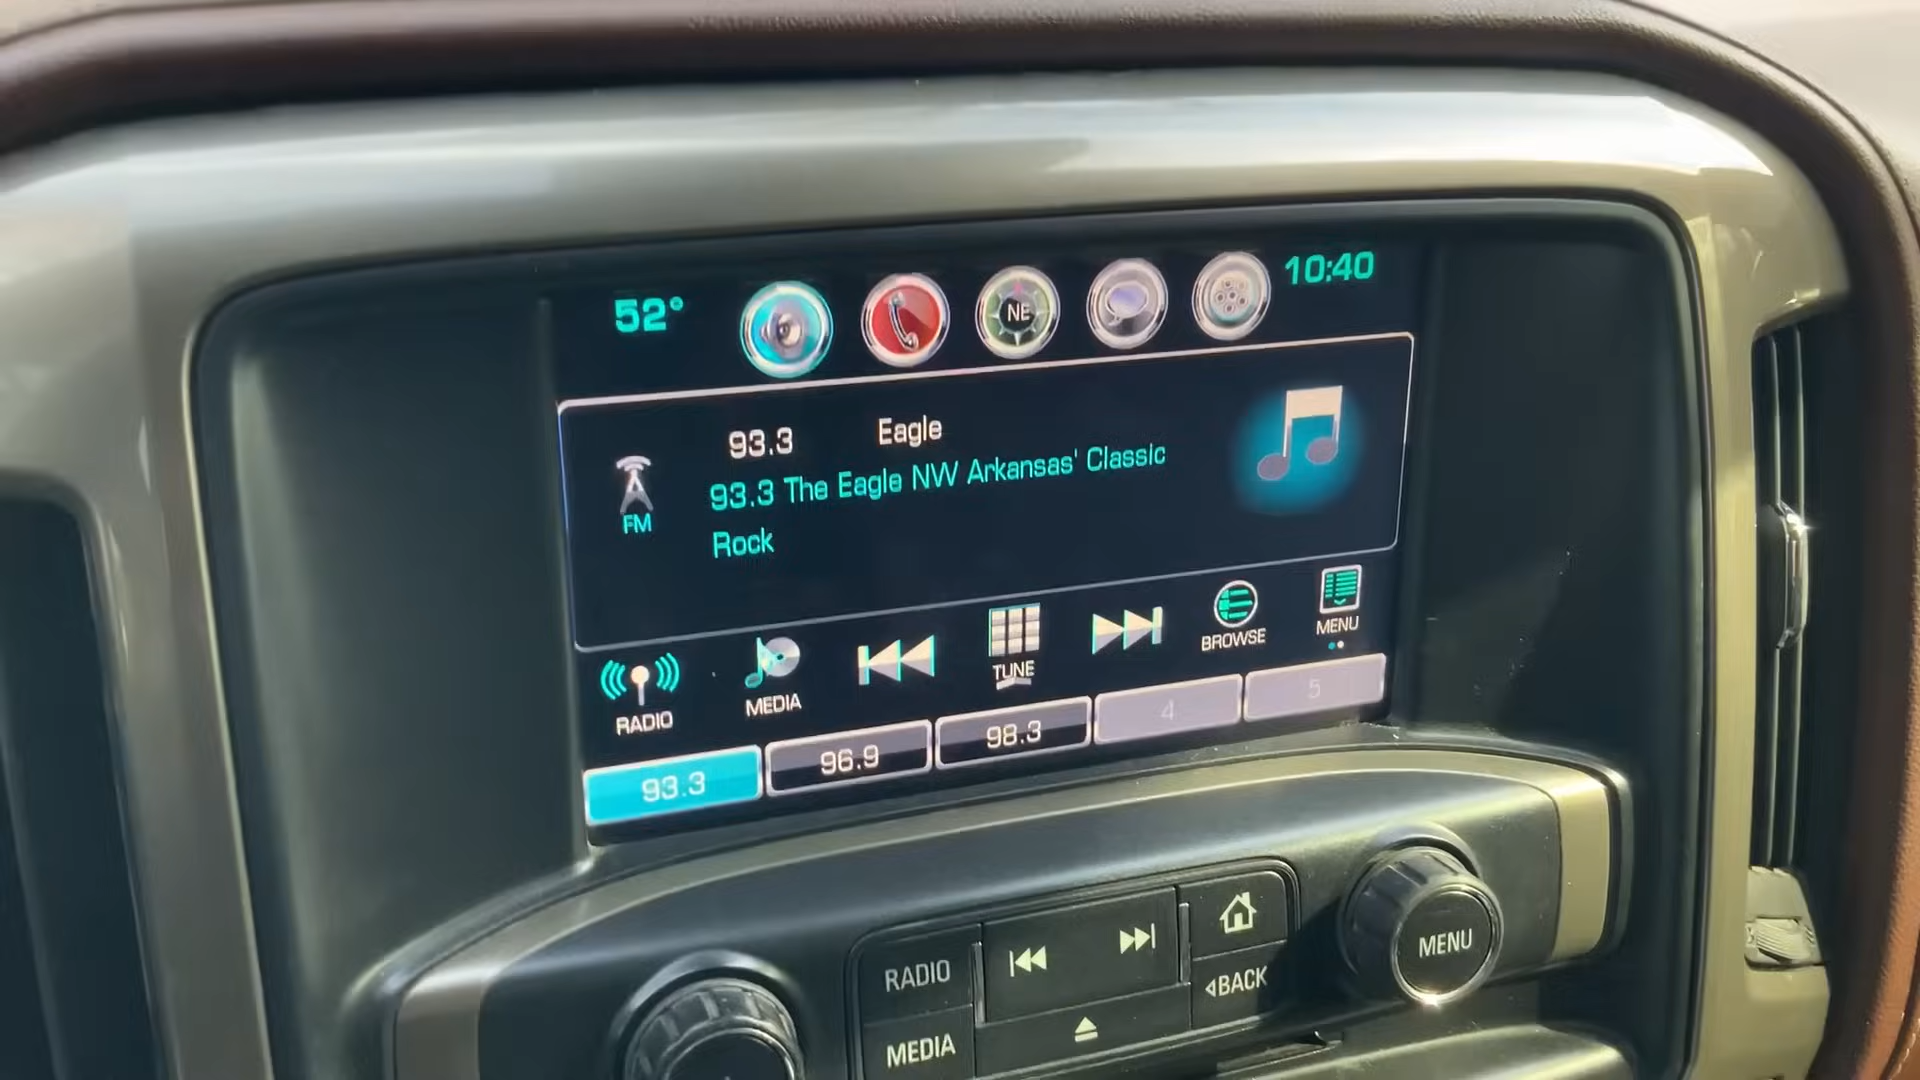 52°
NE
10:40
93.3 Eagle
93.3 The Eagle NW Arkansas' Classic
Rock
FM
RADIO
MEDIA
TUNE
BROWSE
MENU
93.3
96.9
98.3
4
5
RADIO
MEDIA
BACK
MENU